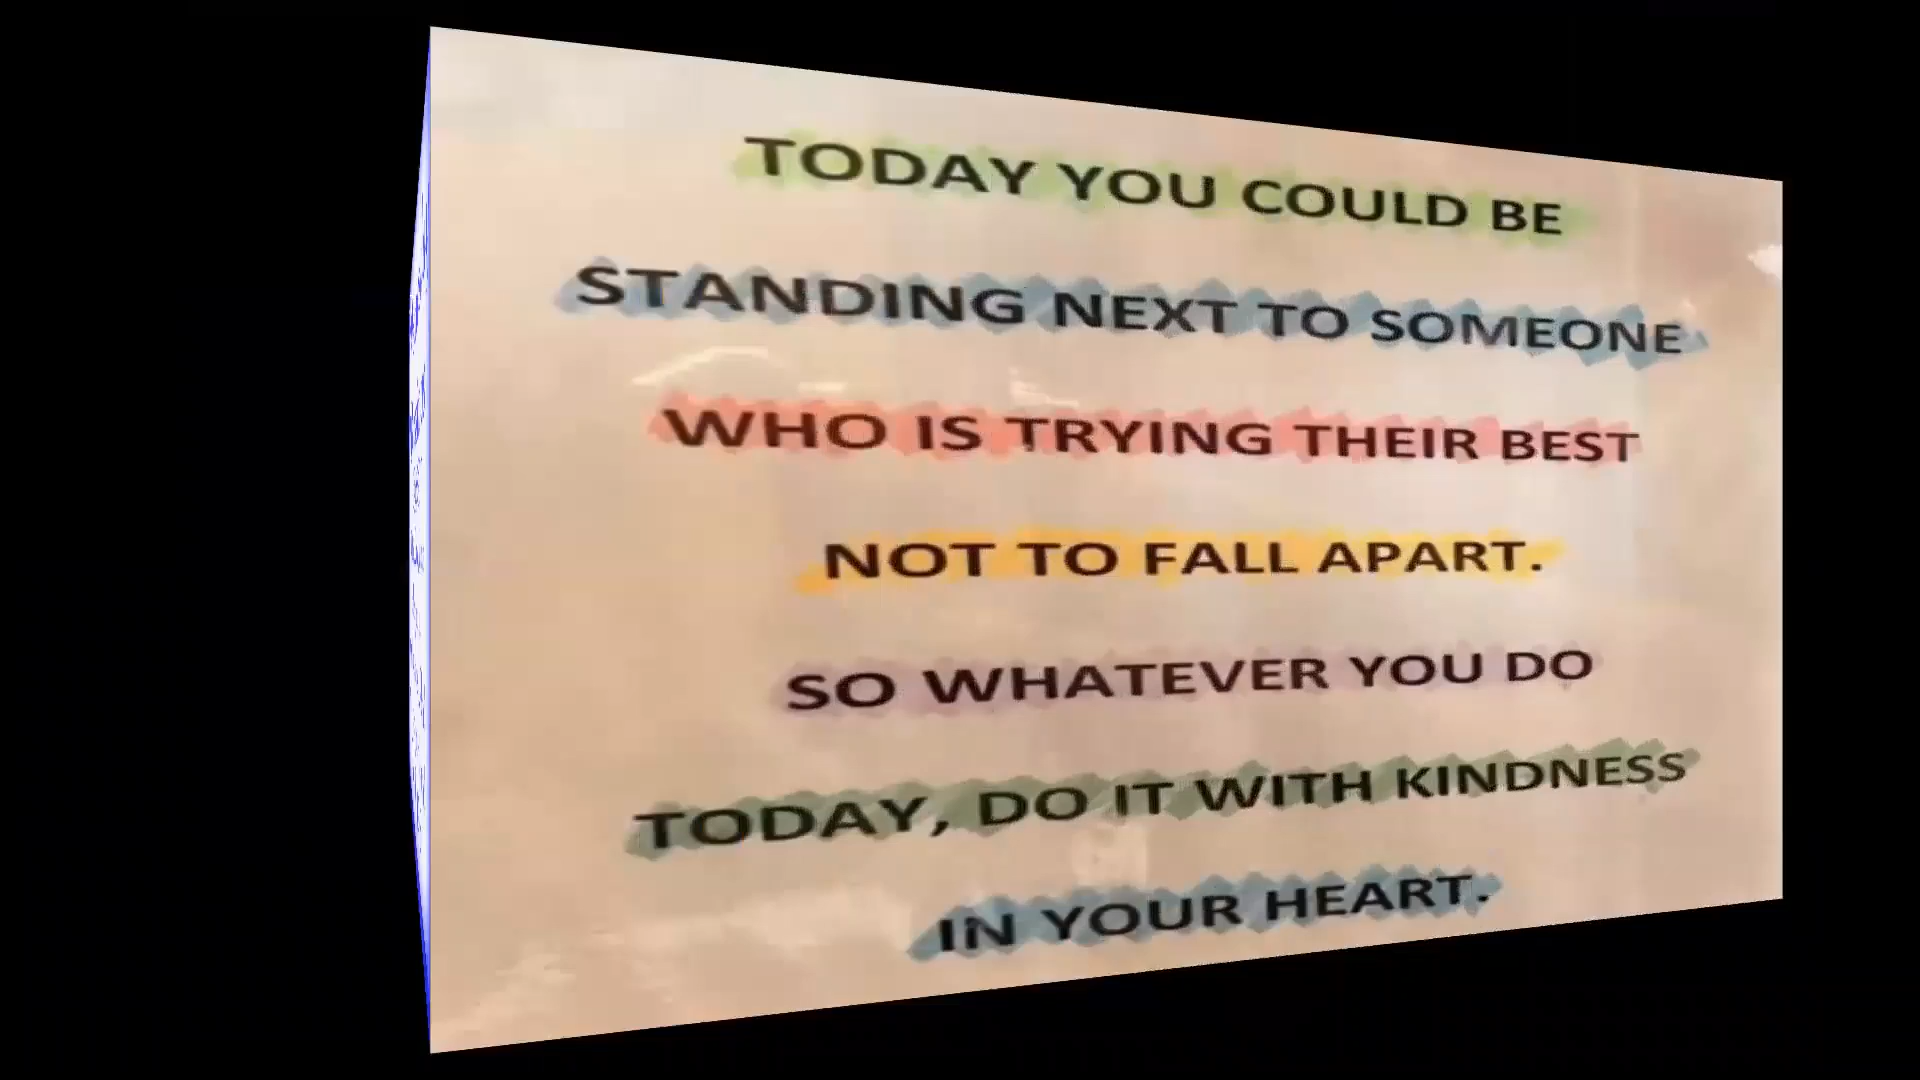 TODAY YOU COULD BE
STANDING NEXT TO SOMEONE
WHO IS TRYING THEIR BEST
NOT TO FALL APART.
SO WHATEVER YOU DO
TODAY, DO IT WITH KINDNESS
IN YOUR HEART.